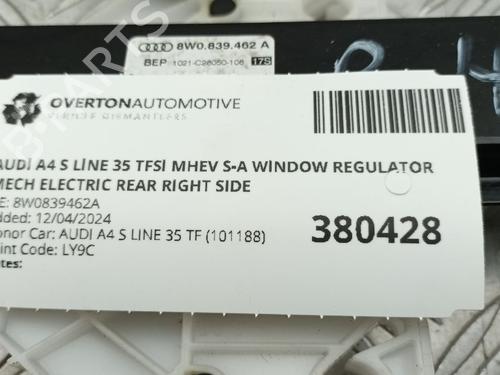 8W0.839.462 A
BEP 1021-C28050-106 17S
OVERTONAUTOMOTIVE
VEHICLE DISMANTLERS
AUDI A4 S LINE 35 TFSI MHEV S-A WINDOW REGULATOR
MECH ELECTRIC REAR RIGHT SIDE
E: 8W0839462A
dded: 12/04/2024
onor Car: AUDI A4 S LINE 35 TF (101188)
int Code: LY9C
otes:
380428